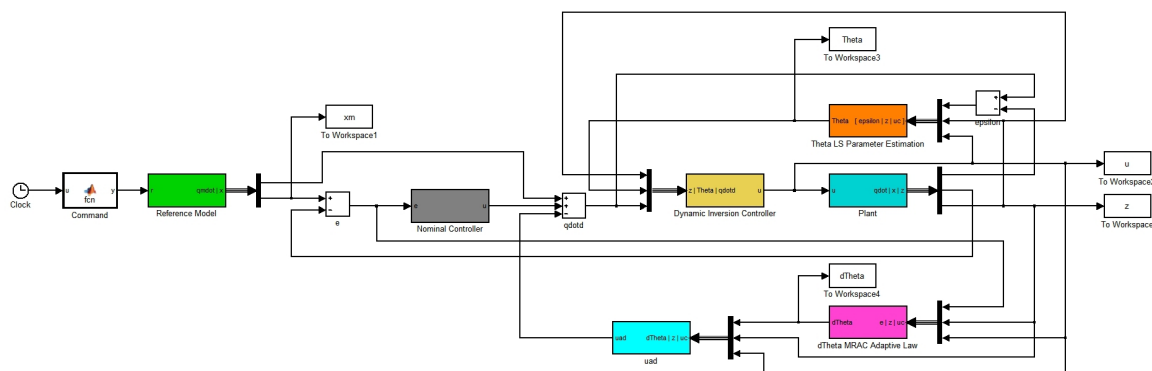 Theta
To Workspace3
xm
To Workspace1
+
-
epsilon
Theta { epsilon | z | uc }
Theta LS Parameter Estimation
u
To Workspace2
Clock
u fcn y
Command
r qmdot | x
Reference Model
+
-
e
e u
Nominal Controller
+
+
-
qdotd
z | Theta | qdotd u
Dynamic Inversion Controller
u qdot | x | z
Plant
z
To Workspace
dTheta
To Workspace4
uad dTheta | z | uc
uad
dTheta e | z | uc
dTheta MRAC Adaptive Law